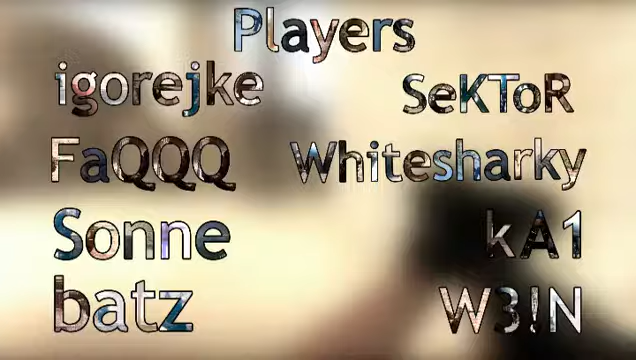 Players
igorejke SeKToR
FaQQQ Whitesharky
Sonne kA1
batz W3!N